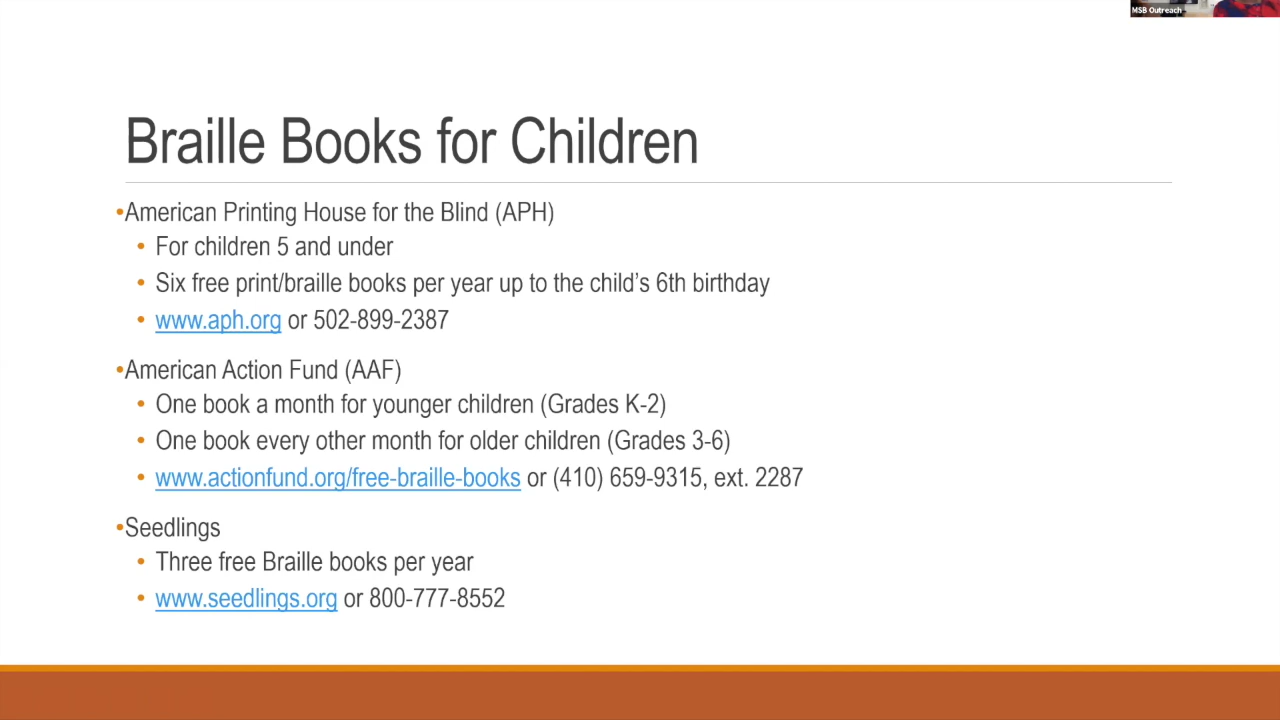 MSB Outreach
Braille Books for Children
•American Printing House for the Blind (APH)
• For children 5 and under
• Six free print/braille books per year up to the child’s 6th birthday
• www.aph.org or 502-899-2387
•American Action Fund (AAF)
• One book a month for younger children (Grades K-2)
• One book every other month for older children (Grades 3-6)
• www.actionfund.org/free-braille-books or (410) 659-9315, ext. 2287
•Seedlings
• Three free Braille books per year
• www.seedlings.org or 800-777-8552